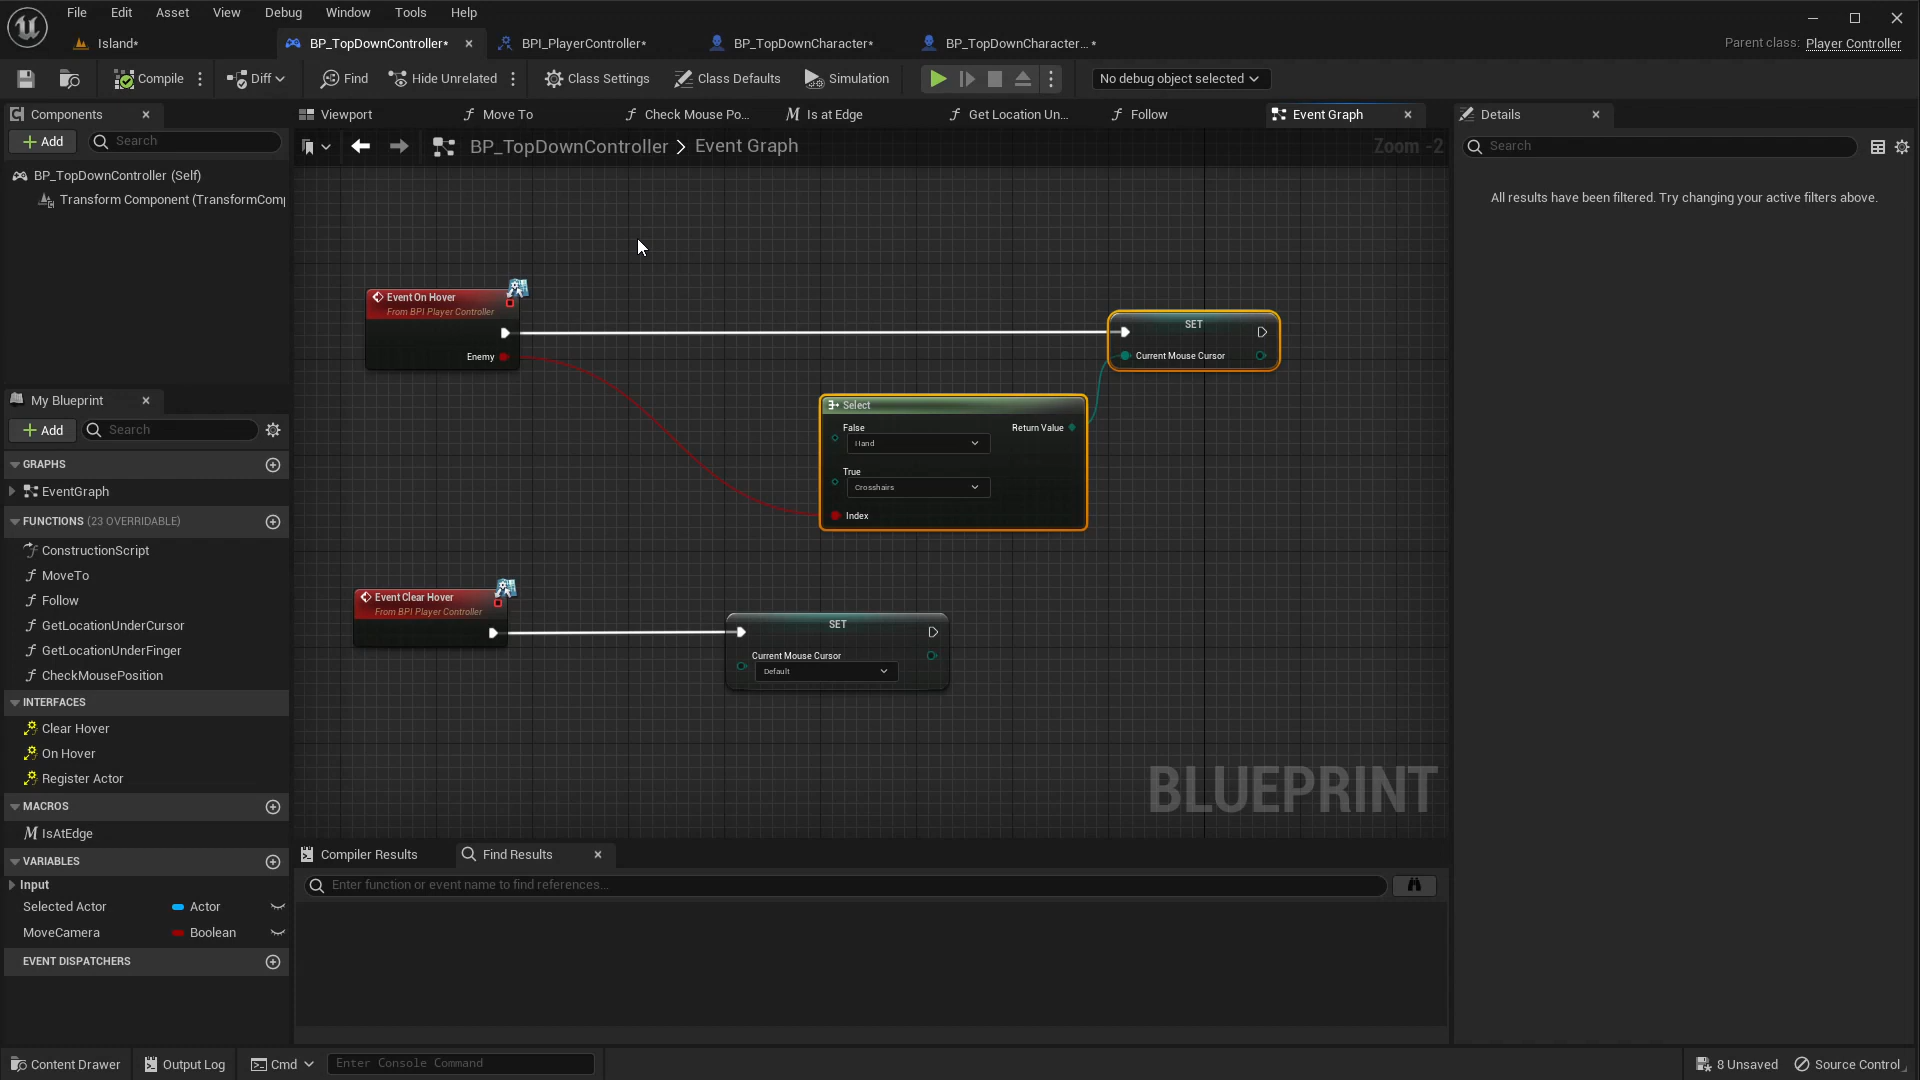 File Edit Asset View Debug Window Tools Help
Island*
BP_TopDownController*
BPI_PlayerController*
BP_TopDownCharacter*
BP_TopDownCharacter...*
Parent class: Player Controller
Compile
Diff
Find
Hide Unrelated
Class Settings
Class Defaults
Simulation
No debug object selected
Components
Add
Search
BP_TopDownController (Self)
Transform Component (TransformComp
Viewport
Move To
Check Mouse Po...
Is at Edge
Get Location Un...
Follow
Event Graph
BP_TopDownController > Event Graph
Zoom -2
Event On Hover
From BPI Player Controller
Enemy
SET
Current Mouse Cursor
Select
False
Hand
Return Value
True
Crosshairs
Index
Event Clear Hover
From BPI Player Controller
SET
Current Mouse Cursor
Default
BLUEPRINT
My Blueprint
Add
Search
GRAPHS
EventGraph
FUNCTIONS (23 OVERRIDABLE)
ConstructionScript
MoveTo
Follow
GetLocationUnderCursor
GetLocationUnderFinger
CheckMousePosition
INTERFACES
Clear Hover
On Hover
Register Actor
MACROS
IsAtEdge
VARIABLES
Input
Selected Actor Actor
MoveCamera Boolean
EVENT DISPATCHERS
Compiler Results
Find Results
Enter function or event name to find references...
Details
Search
All results have been filtered. Try changing your active filters above.
Content Drawer
Output Log
Cmd
Enter Console Command
8 Unsaved
Source Control